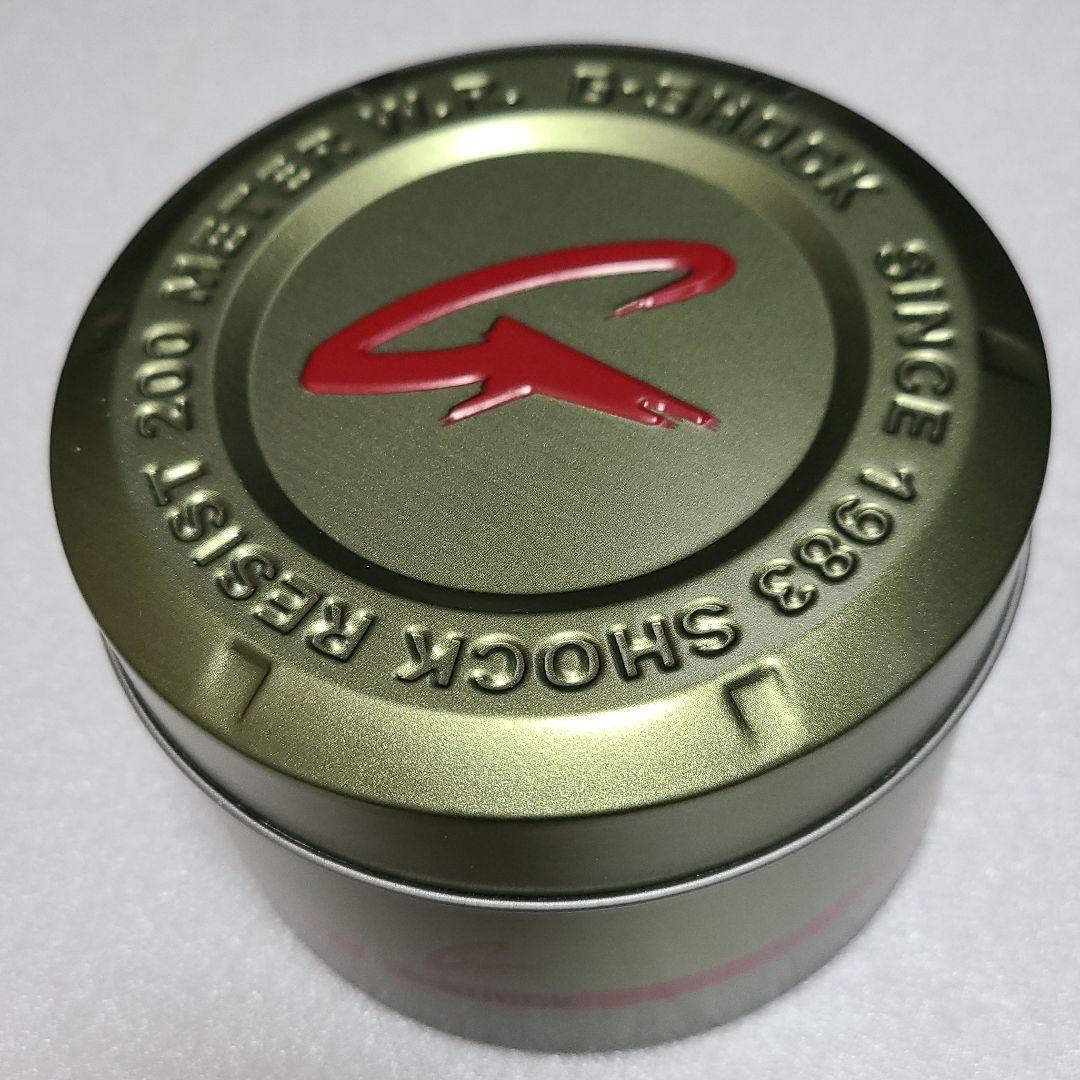 G-SHOCK SINCE 1983 SHOCK RESIST 200 METER W.R.
G